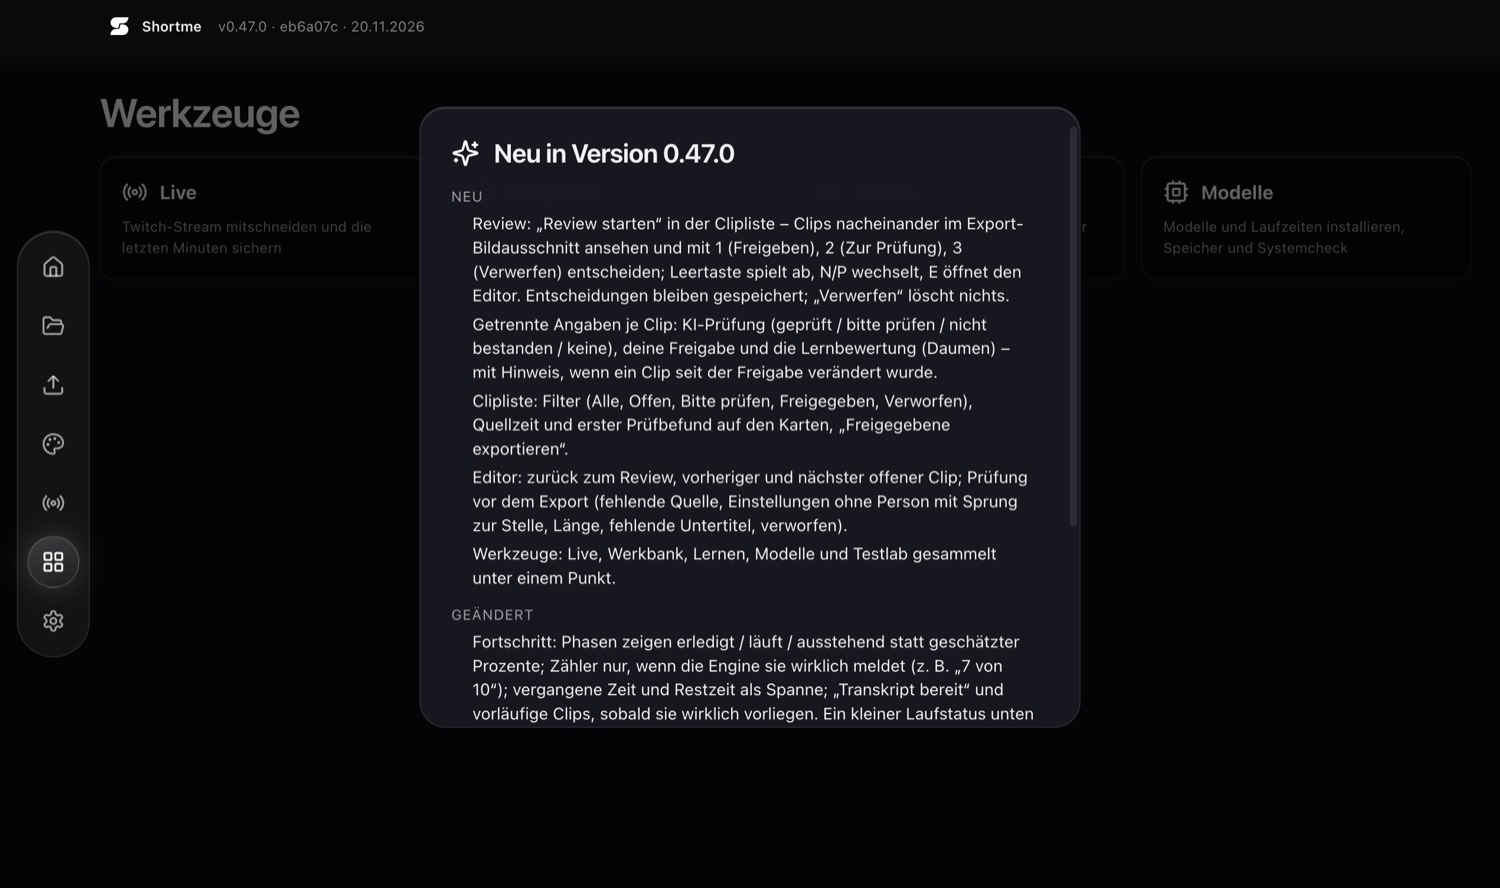 Shortme v0.47.0 · eb6a07c · 20.11.2026
Werkzeuge
Live
Twitch-Stream mitschneiden und die
letzten Minuten sichern
r
Modelle
Modelle und Laufzeiten installieren,
Speicher und Systemcheck
Neu in Version 0.47.0
NEU
Review: „Review starten“ in der Clipliste – Clips nacheinander im Export-
Bildausschnitt ansehen und mit 1 (Freigeben), 2 (Zur Prüfung), 3
(Verwerfen) entscheiden; Leertaste spielt ab, N/P wechselt, E öffnet den
Editor. Entscheidungen bleiben gespeichert; „Verwerfen“ löscht nichts.
Getrennte Angaben je Clip: KI-Prüfung (geprüft / bitte prüfen / nicht
bestanden / keine), deine Freigabe und die Lernbewertung (Daumen) –
mit Hinweis, wenn ein Clip seit der Freigabe verändert wurde.
Clipliste: Filter (Alle, Offen, Bitte prüfen, Freigegeben, Verworfen),
Quellzeit und erster Prüfbefund auf den Karten, „Freigegebene
exportieren“.
Editor: zurück zum Review, vorheriger und nächster offener Clip; Prüfung
vor dem Export (fehlende Quelle, Einstellungen ohne Person mit Sprung
zur Stelle, Länge, fehlende Untertitel, verworfen).
Werkzeuge: Live, Werkbank, Lernen, Modelle und Testlab gesammelt
unter einem Punkt.
GEÄNDERT
Fortschritt: Phasen zeigen erledigt / läuft / ausstehend statt geschätzter
Prozente; Zähler nur, wenn die Engine sie wirklich meldet (z. B. „7 von
10“); vergangene Zeit und Restzeit als Spanne; „Transkript bereit“ und
vorläufige Clips, sobald sie wirklich vorliegen. Ein kleiner Laufstatus unten